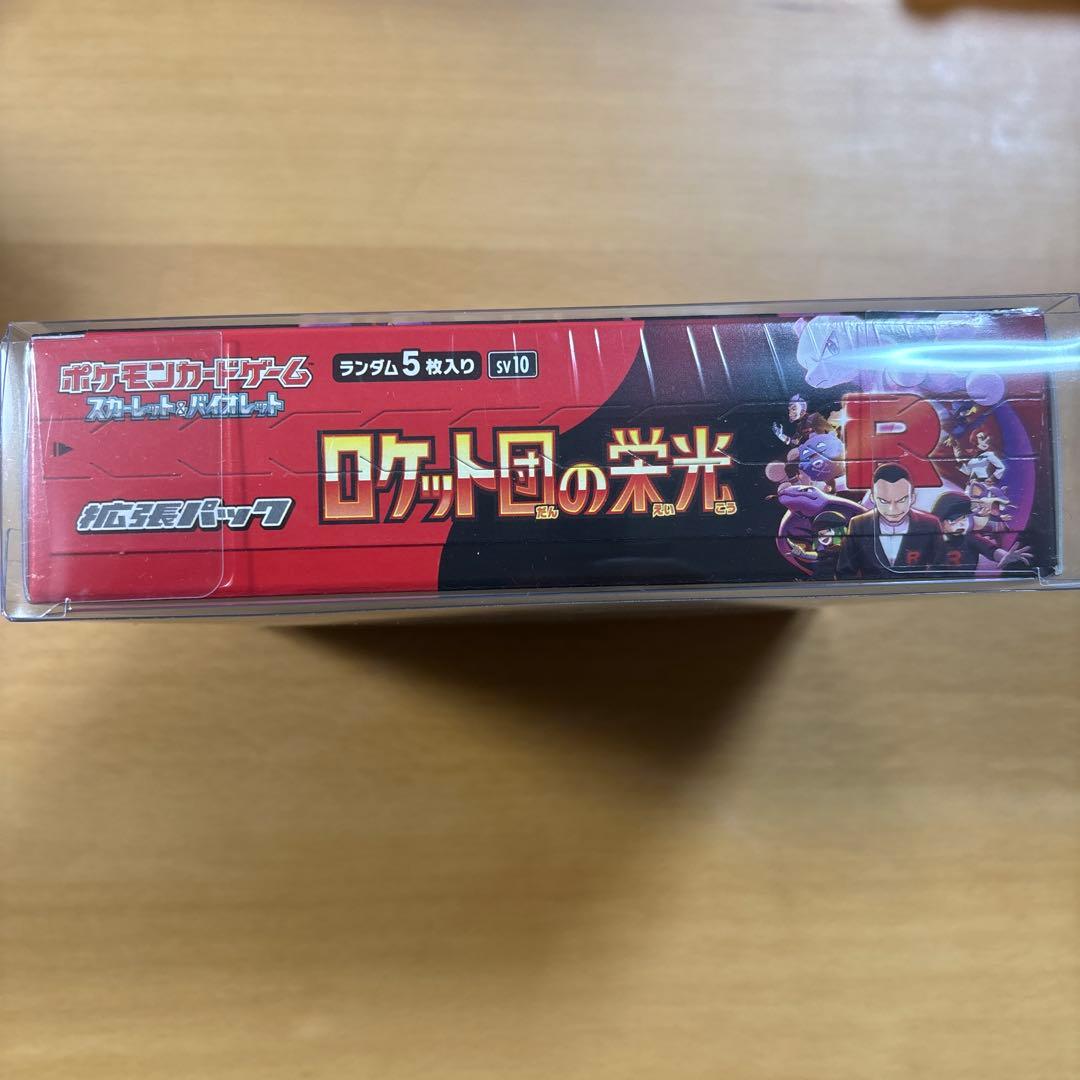 ポケモンカードゲーム™
スカーレット&バイオレット
ランダム5枚入り
SV10
拡張パック
ロケット団の栄光
だん えい こう
R
R R